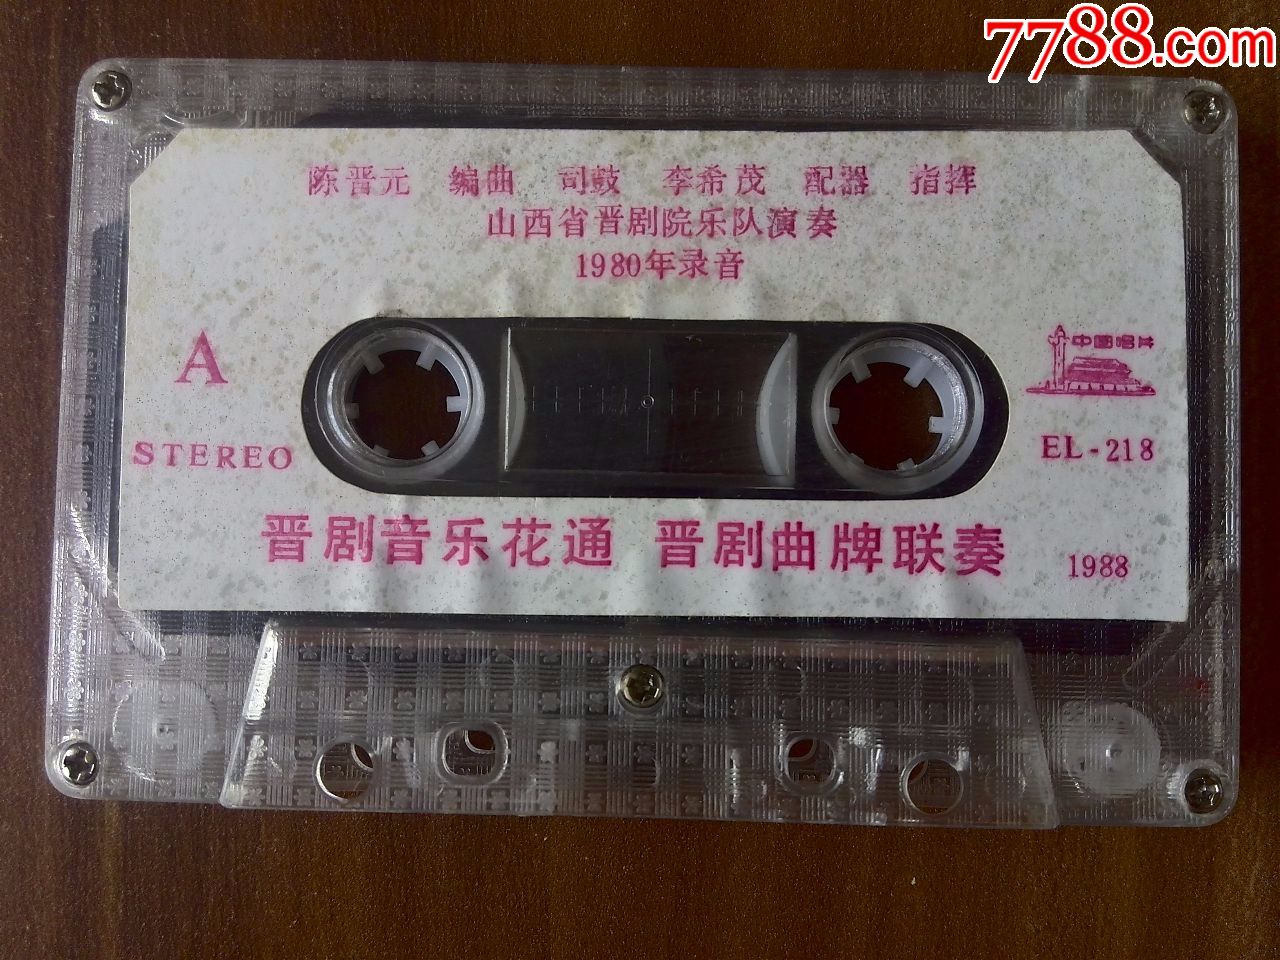 7788.com
陈晋元 编曲 司鼓 李希茂 配器 指挥
山西省晋剧院乐队演奏
1980年录音
A
STEREO
中国唱片
EL-218
晋剧音乐花通 晋剧曲牌联奏
1988